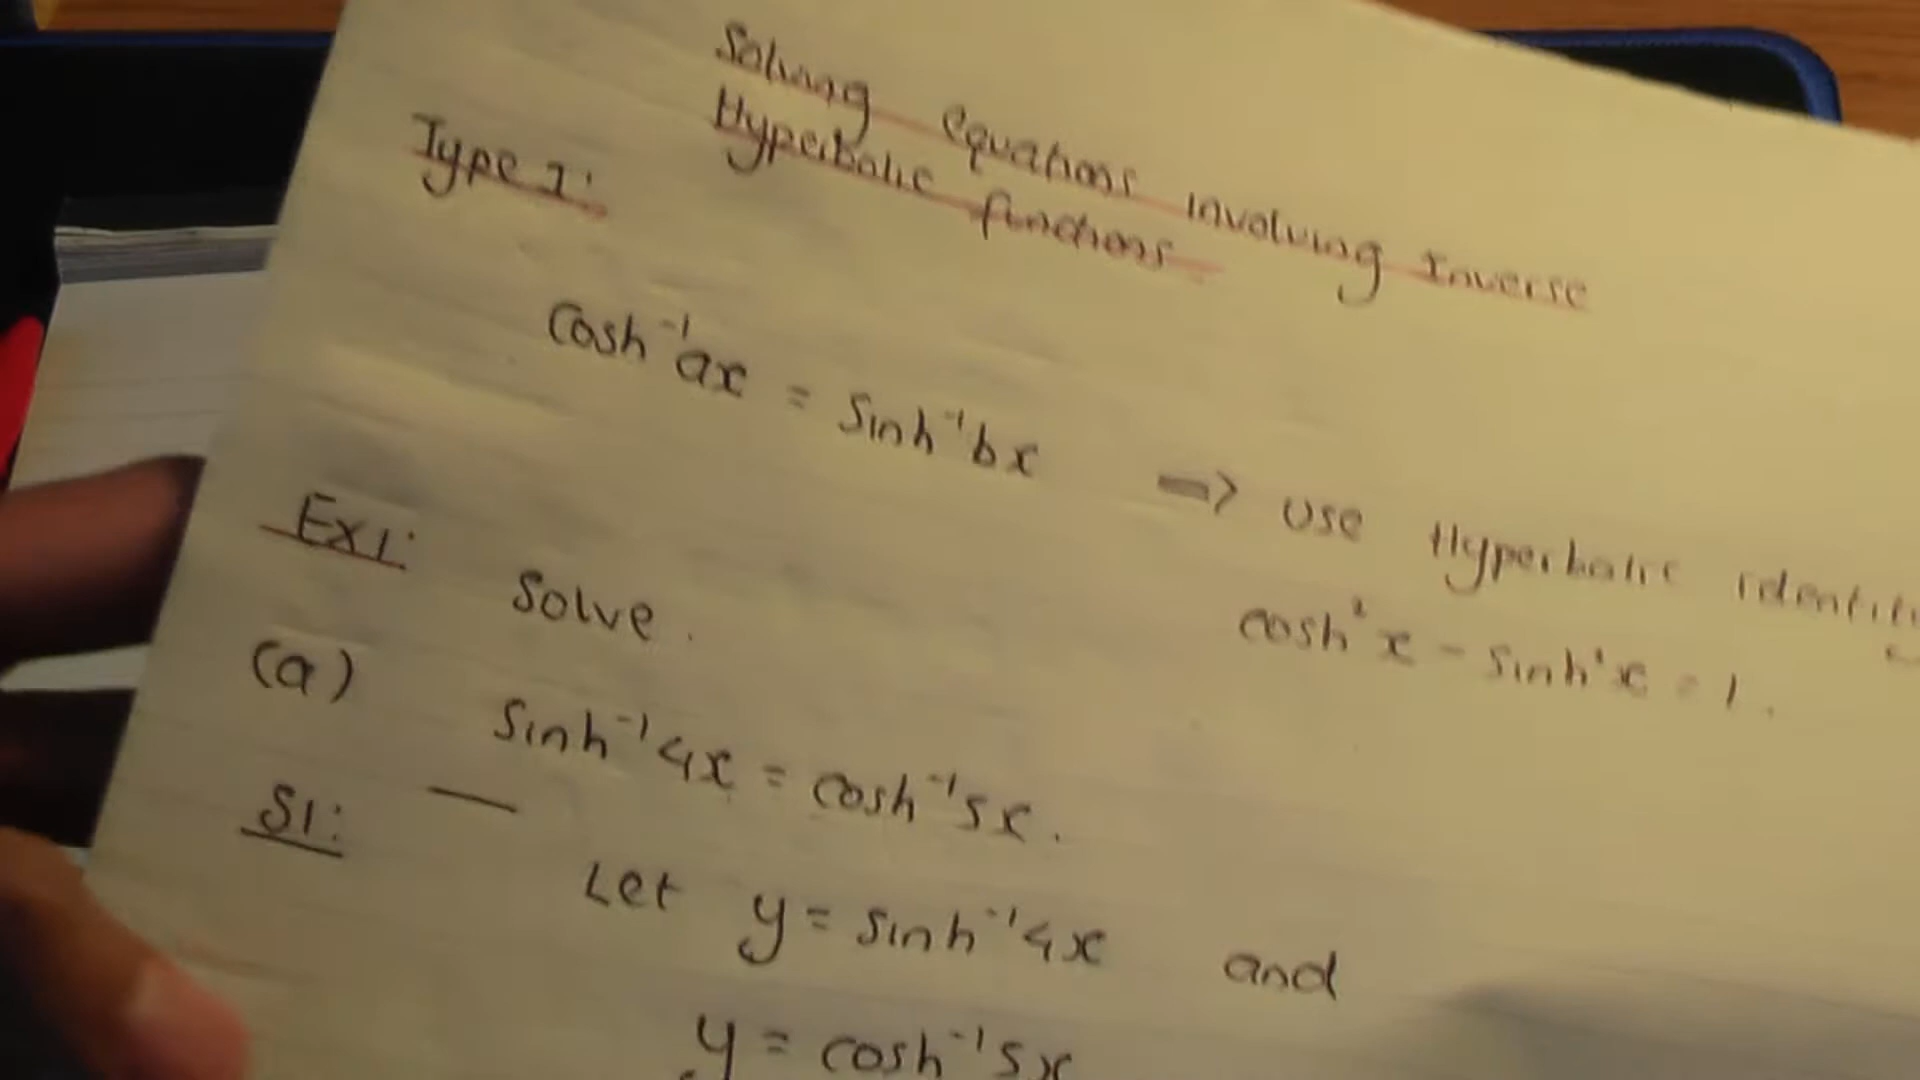 Solving equations involving Inverse
Hyperbolic functions
Type 1:
cosh⁻¹ax = sinh⁻¹bx => use Hyperbolic
cosh²x - sinh²x = 1.
Ex1: Solve.
(a) sinh⁻¹4x = cosh⁻¹5x.
S1: — Let y = sinh⁻¹4x and
y = cosh⁻¹5x